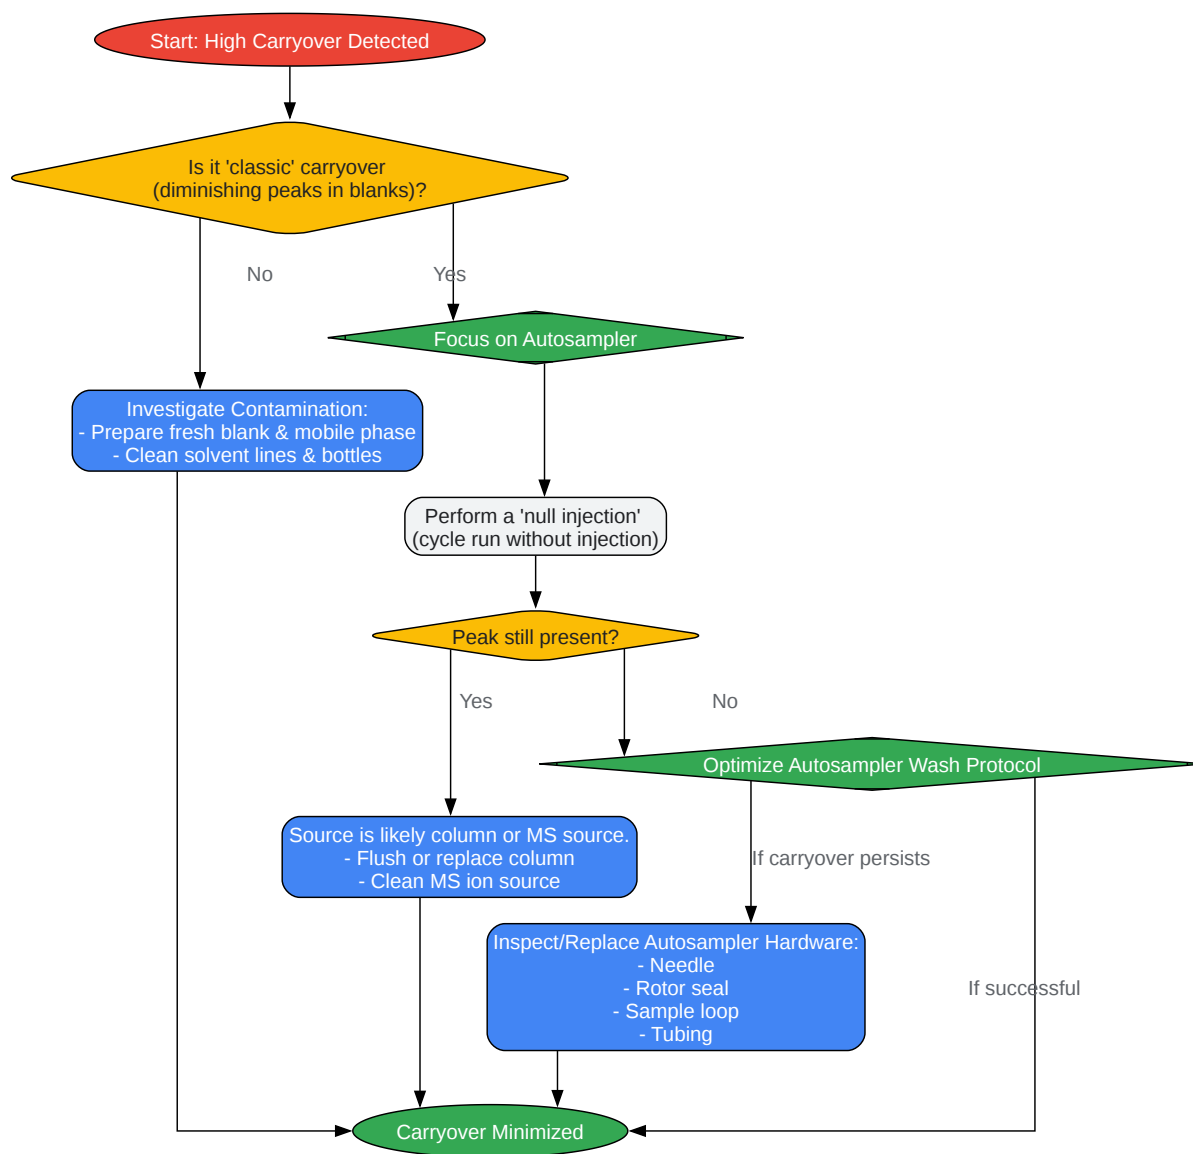 Start: High Carryover Detected
Is it 'classic' carryover
(diminishing peaks in blanks)?
No
Yes
Focus on Autosampler
Investigate Contamination:
- Prepare fresh blank & mobile phase
- Clean solvent lines & bottles
Perform a 'null injection'
(cycle run without injection)
Peak still present?
Yes
No
Optimize Autosampler Wash Protocol
Source is likely column or MS source.
- Flush or replace column
- Clean MS ion source
If carryover persists
Inspect/Replace Autosampler Hardware:
- Needle
- Rotor seal
- Sample loop
- Tubing
If successful
Carryover Minimized